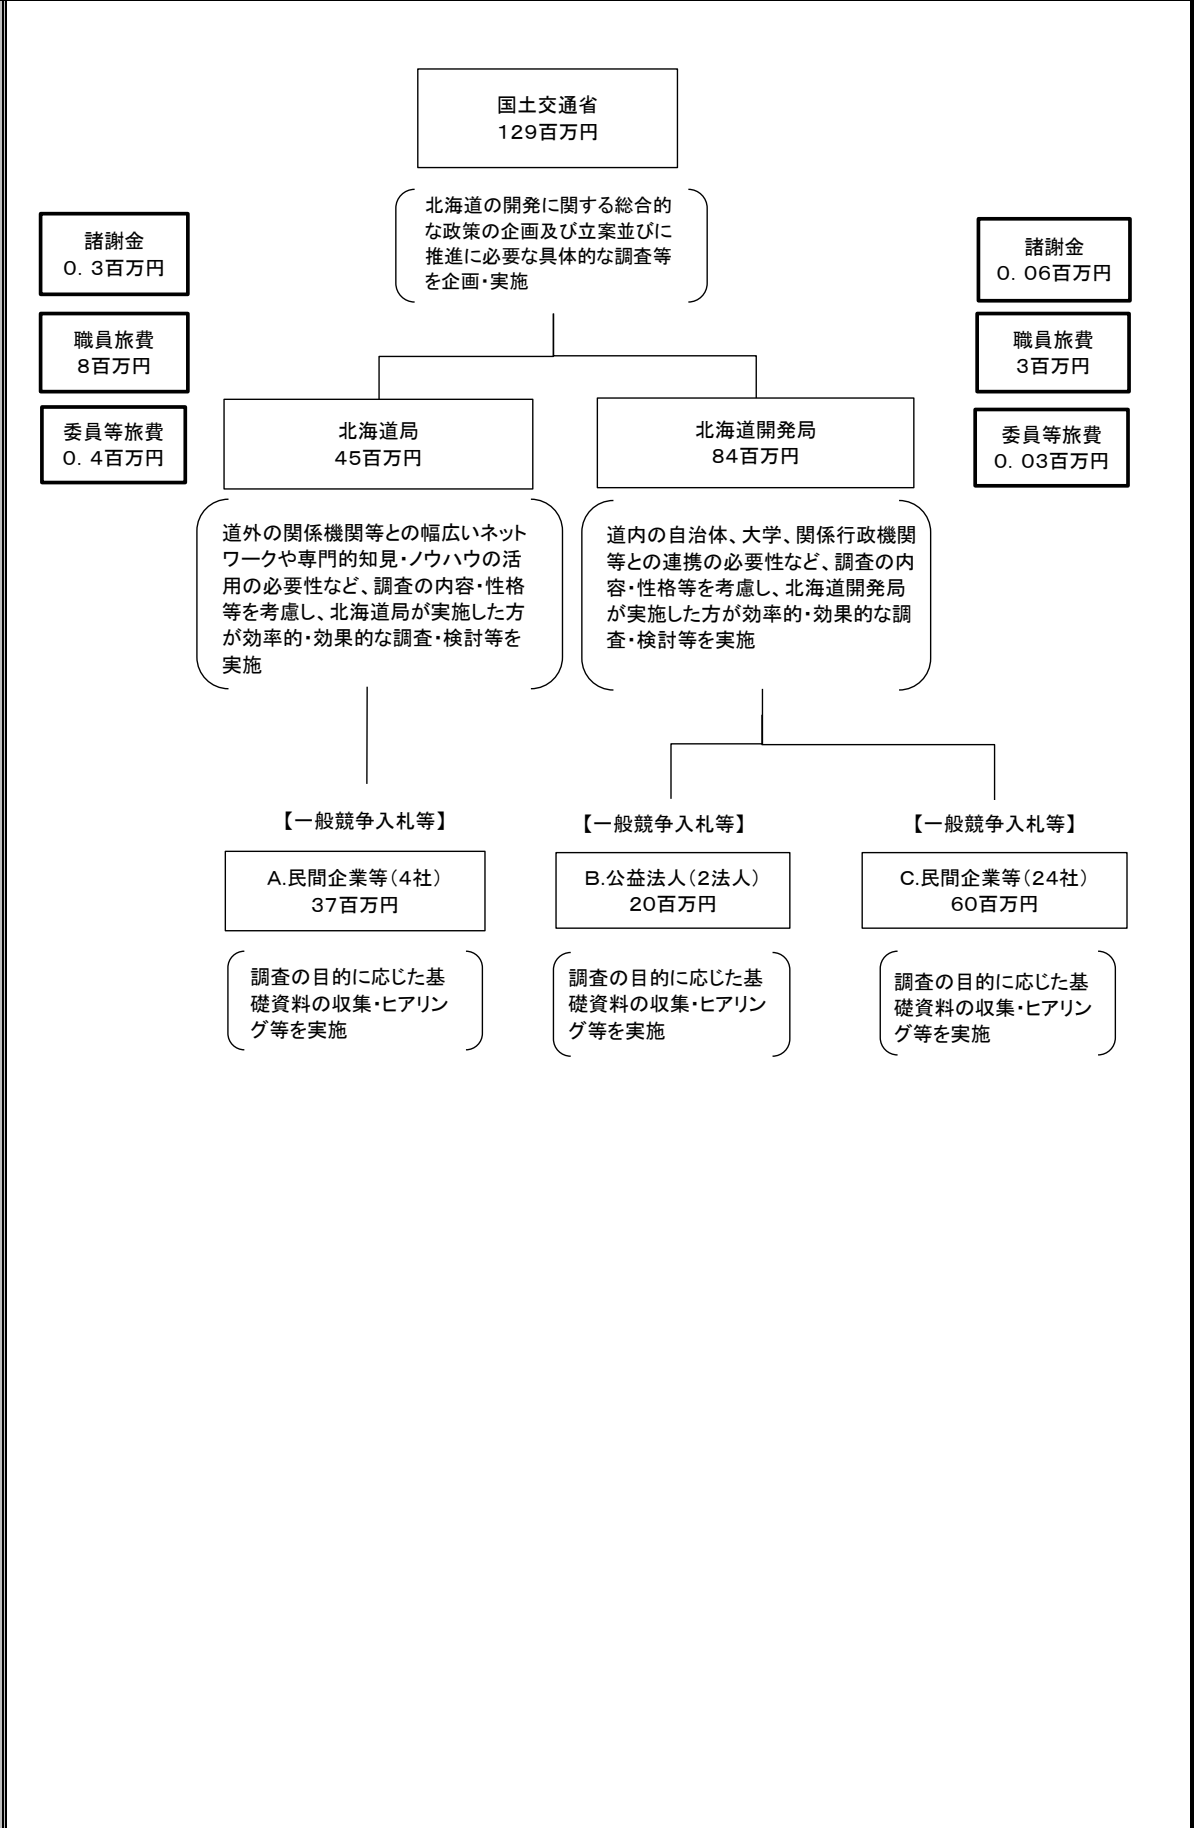 国土交通省
129百万円
北海道の開発に関する総合的
な政策の企画及び立案並びに
推進に必要な具体的な調査等
を企画・実施
諸謝金
0．3百万円
職員旅費
8百万円
委員等旅費
0．4百万円
諸謝金
0．06百万円
職員旅費
3百万円
委員等旅費
0．03百万円
北海道局
45百万円
道外の関係機関等との幅広いネット
ワークや専門的知見・ノウハウの活
用の必要性など、調査の内容・性格
等を考慮し、北海道局が実施した方
が効率的・効果的な調査・検討等を
実施
北海道開発局
84百万円
道内の自治体、大学、関係行政機関
等との連携の必要性など、調査の内
容・性格等を考慮し、北海道開発局
が実施した方が効率的・効果的な調
査・検討等を実施
【一般競争入札等】
A.民間企業等（4社）
37百万円
調査の目的に応じた基
礎資料の収集・ヒアリン
グ等を実施
【一般競争入札等】
B.公益法人（2法人）
20百万円
調査の目的に応じた基
礎資料の収集・ヒアリン
グ等を実施
【一般競争入札等】
C.民間企業等（24社）
60百万円
調査の目的に応じた基
礎資料の収集・ヒアリン
グ等を実施